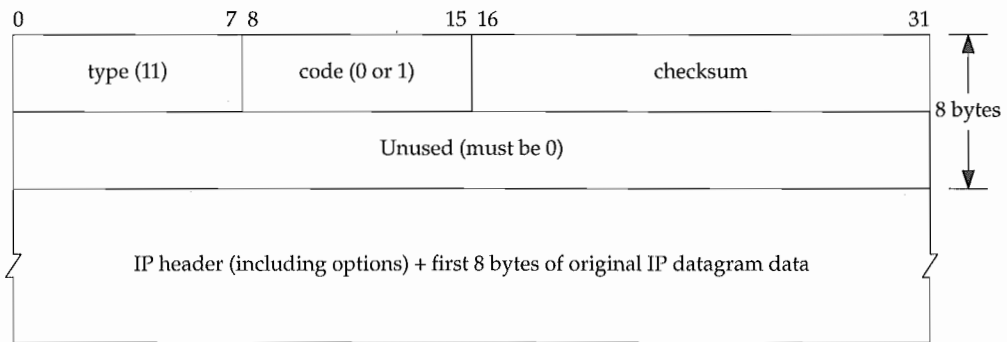 0 7 8 15 16 31
type (11) code (0 or 1) checksum
8 bytes
Unused (must be 0)
IP header (including options) + first 8 bytes of original IP datagram data